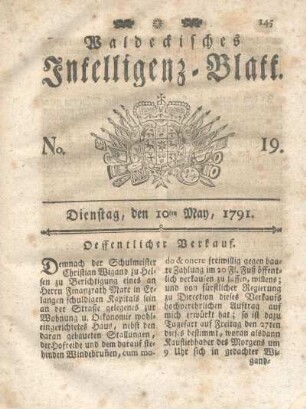 145
Waldeckisches
Intelligenz-Blatt.
No. 19.
Dienstag, den 10ten May, 1791.
Oeffentlicher Verkauf.
Demnach der Schulmeister
Christian Wigand zu Hel-
sen zu Berichtigung eines an
Herrn Finanzrath Marc in Er-
langen schuldigen Kapitals sein
an der Straße gelegenes zur
Wohnung u. Oekonomie wohl-
eingerichtetes Haus, nebst den
daran gebaueten Stallungen,
der Hofreide und dem darauf ste-
henden Windebruken, cum mo-
do & onere freiwillig gegen baa-
re Zahlung im 20 Fl. Fuß öffent-
lich verkaufen zu lassen, willens;
und von fürstlicher Regierung
zu Direction dieses Verkaufs
hochverehrlichen Auftrag auf
mich erwürkt hat; so ist dazu
Tagefart auf Freitag den 27ten
dies's bestimmt, woran alsdann
Kaufliebhaber des Morgens um
9 Uhr sich in gedachter Wi-
gand-